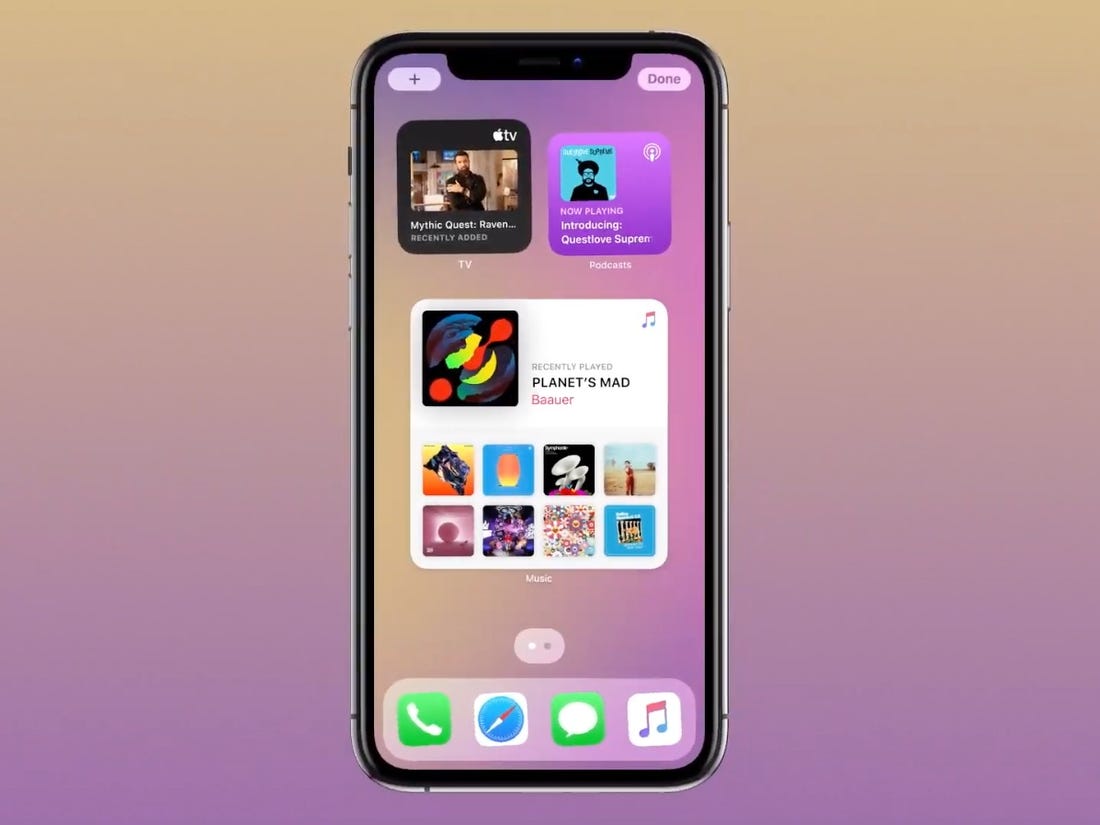 +
Done
tv
Mythic Quest: Raven...
RECENTLY ADDED
TV
QUESTLOVE SUPREME
NOW PLAYING
Introducing:
Questlove Suprem
Podcasts
RECENTLY PLAYED
PLANET'S MAD
Baauer
Music